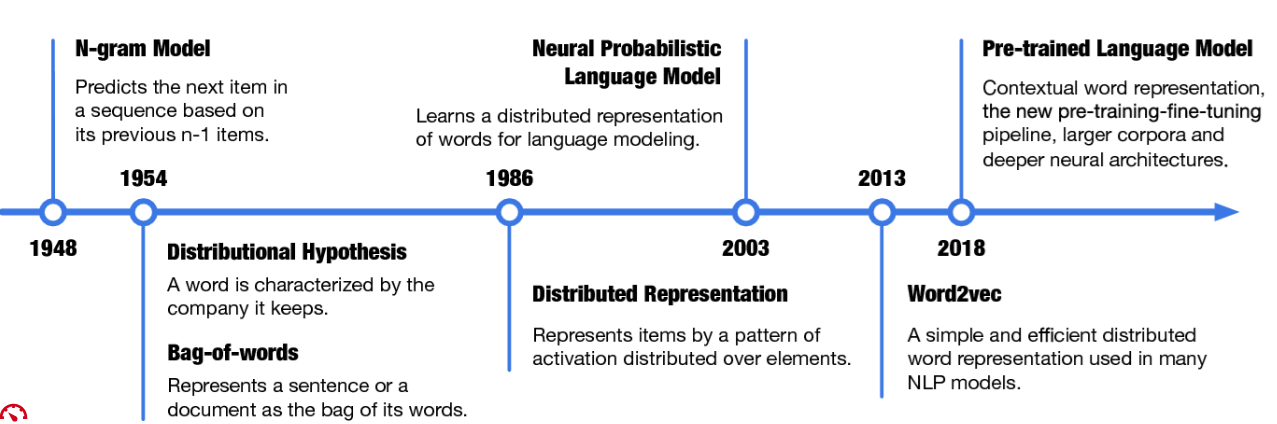 N-gram Model
Predicts the next item in
a sequence based on
its previous n-1 items.
1948
1954
Distributional Hypothesis
A word is characterized by the
company it keeps.
Bag-of-words
Represents a sentence or a
document as the bag of its words.
1986
Distributed Representation
Represents items by a pattern of
activation distributed over elements.
Neural Probabilistic
Language Model
Learns a distributed representation
of words for language modeling.
2003
2013
Word2vec
A simple and efficient distributed
word representation used in many
NLP models.
Pre-trained Language Model
Contextual word representation,
the new pre-training-fine-tuning
pipeline, larger corpora and
deeper neural architectures.
2018